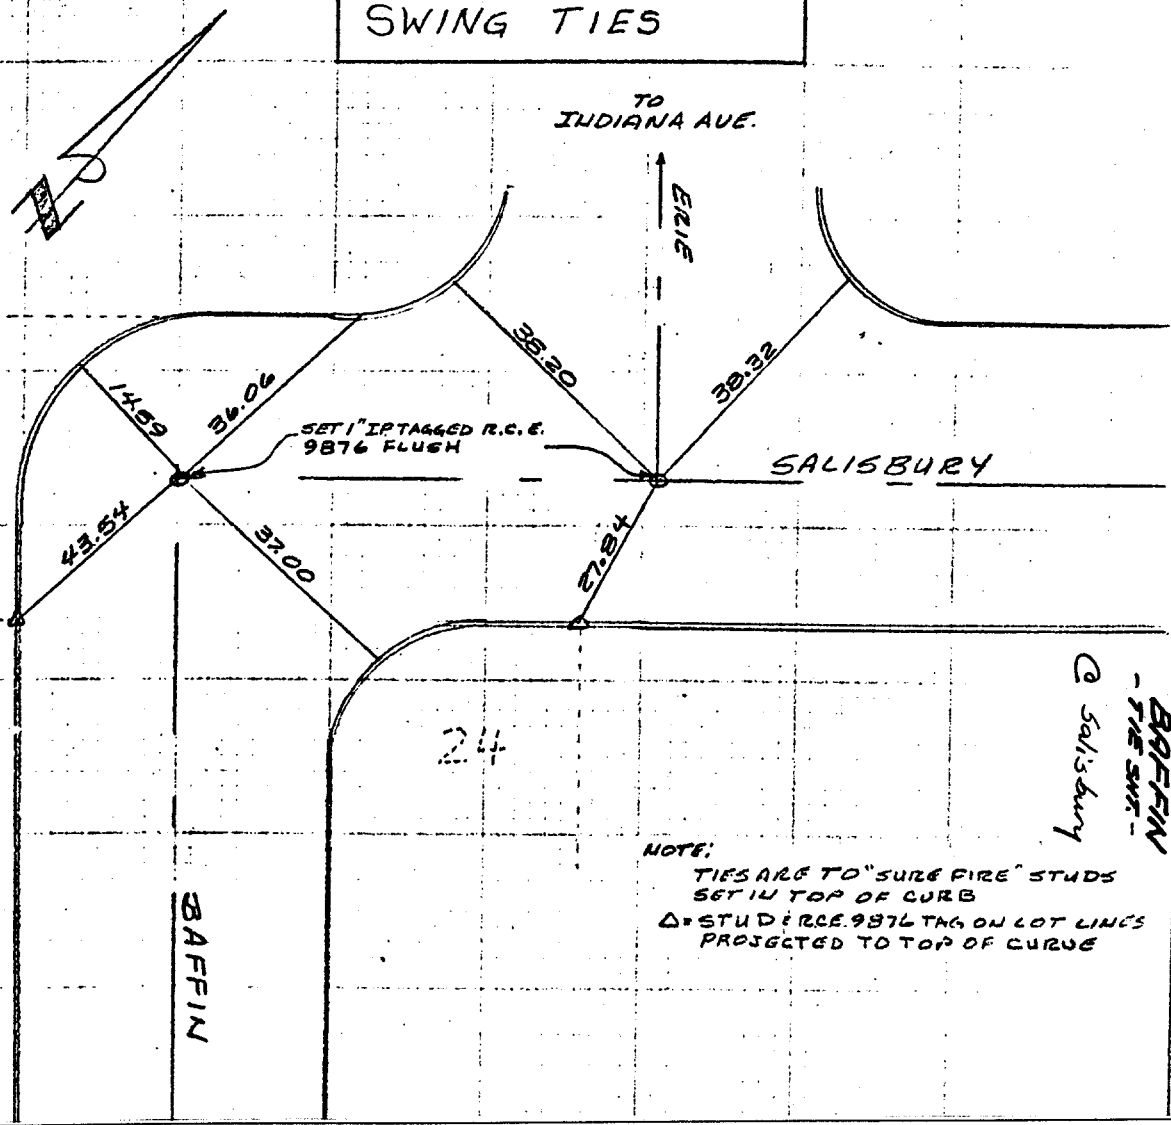 SWING TIES
TO
INDIANA AVE.
ERIE
38.20
38.32
14.59
36.06
SET 1" I.P. TAGGED R.C.E.
9876 FLUSH
SALISBURY
43.54
37.00
27.84
24
BAFFIN
- TIE SHT. -
@ Salisbury
NOTE:
TIES ARE TO "SURE FIRE" STUDS
SET IN TOP OF CURB
Δ= STUD & R.C.E. 9876 TAG ON LOT LINES
PROJECTED TO TOP OF CURVE
BAFFIN
N